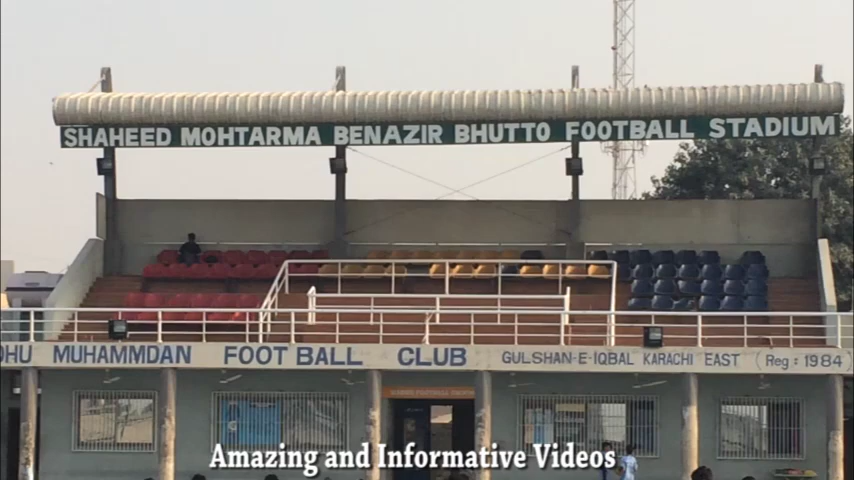 SHAHEED MOHTARMA BENAZIR BHUTTO FOOTBALL STADIUM
MUHAMMDAN FOOT BALL CLUB GULSHAN-E-IQBAL KARACHI EAST (Reg: 1984)
Amazing and Informative Videos